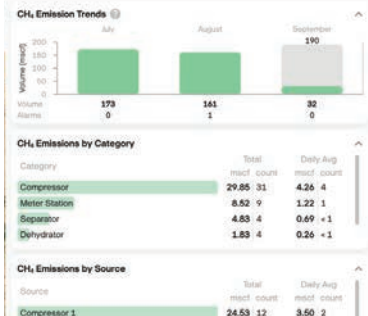 CH₄ Emission Trends
July August September
190
Volume [mscf]
200
150
100
50
0
Volume 173 161 32
Alarms 0 1 0
CH₄ Emissions by Category
Total Daily Avg
Category mscf count mscf count
Compressor 29.85 31 4.26 4
Meter Station 8.52 9 1.22 1
Separator 4.83 4 0.69 <1
Dehydrator 1.83 4 0.26 <1
CH₄ Emissions by Source
Total Daily Avg
Source mscf count mscf count
Compressor 1 24.53 12 3.50 2